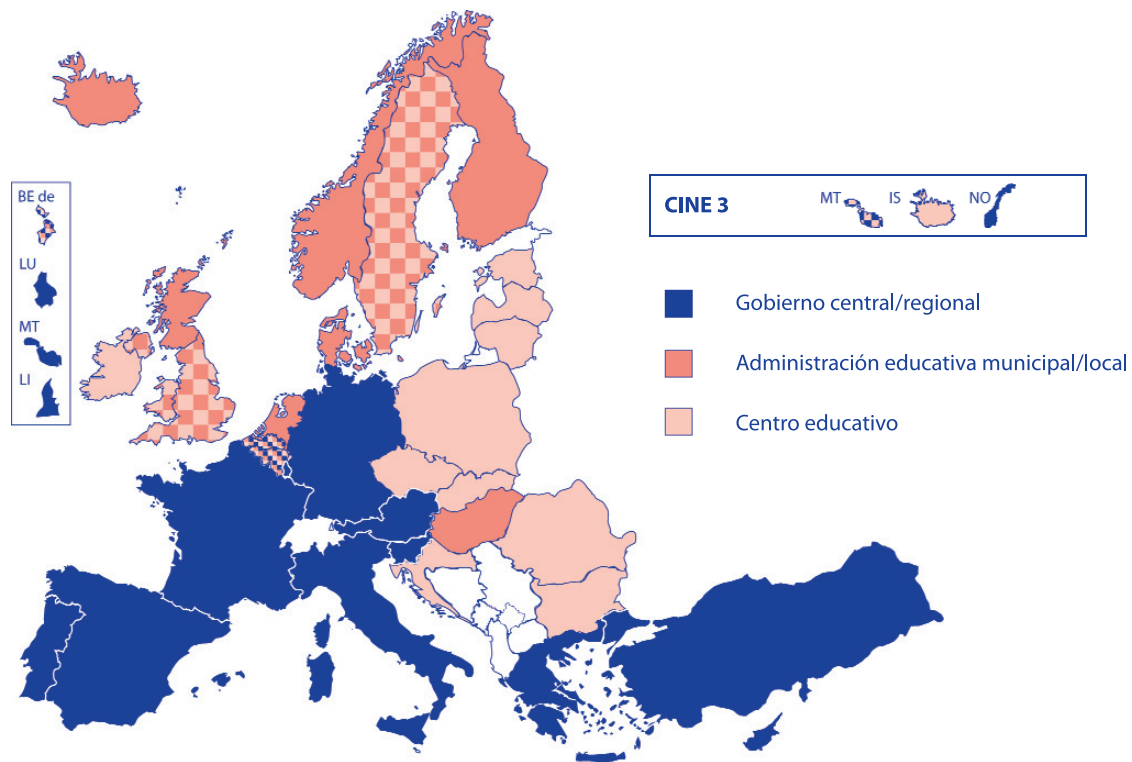 BE de
LU
MT
LI
CINE 3
MT
IS
NO
Gobierno central/regional
Administración educativa municipal/local
Centro educativo